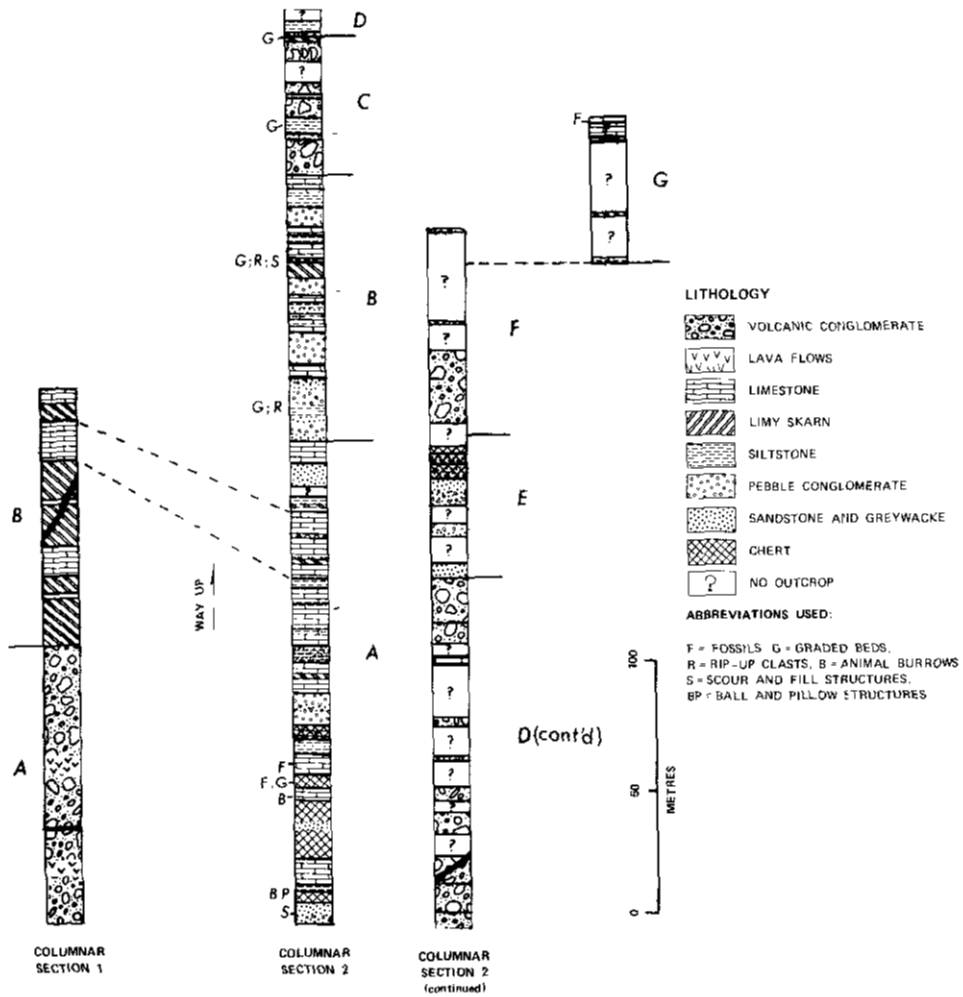 D
G
?
?
C
G
F
?
G
?
G;R;S
B
?
F
?
G;R
?
E
?
B
?
?
A
WAY UP
?
?
D(cont'd)
?
?
A
F
F,G
B
?
?
BP
S
COLUMNAR
SECTION 1
COLUMNAR
SECTION 2
COLUMNAR
SECTION 2
(continued)
LITHOLOGY
VOLCANIC CONGLOMERATE
LAVA FLOWS
LIMESTONE
LIMY SKARN
SILTSTONE
PEBBLE CONGLOMERATE
SANDSTONE AND GREYWACKE
CHERT
? NO OUTCROP
ABBREVIATIONS USED:
F = FOSSILS G = GRADED BEDS,
R = RIP-UP CLASTS, B = ANIMAL BURROWS
S = SCOUR AND FILL STRUCTURES,
BP = BALL AND PILLOW STRUCTURES
100
50
0
METRES